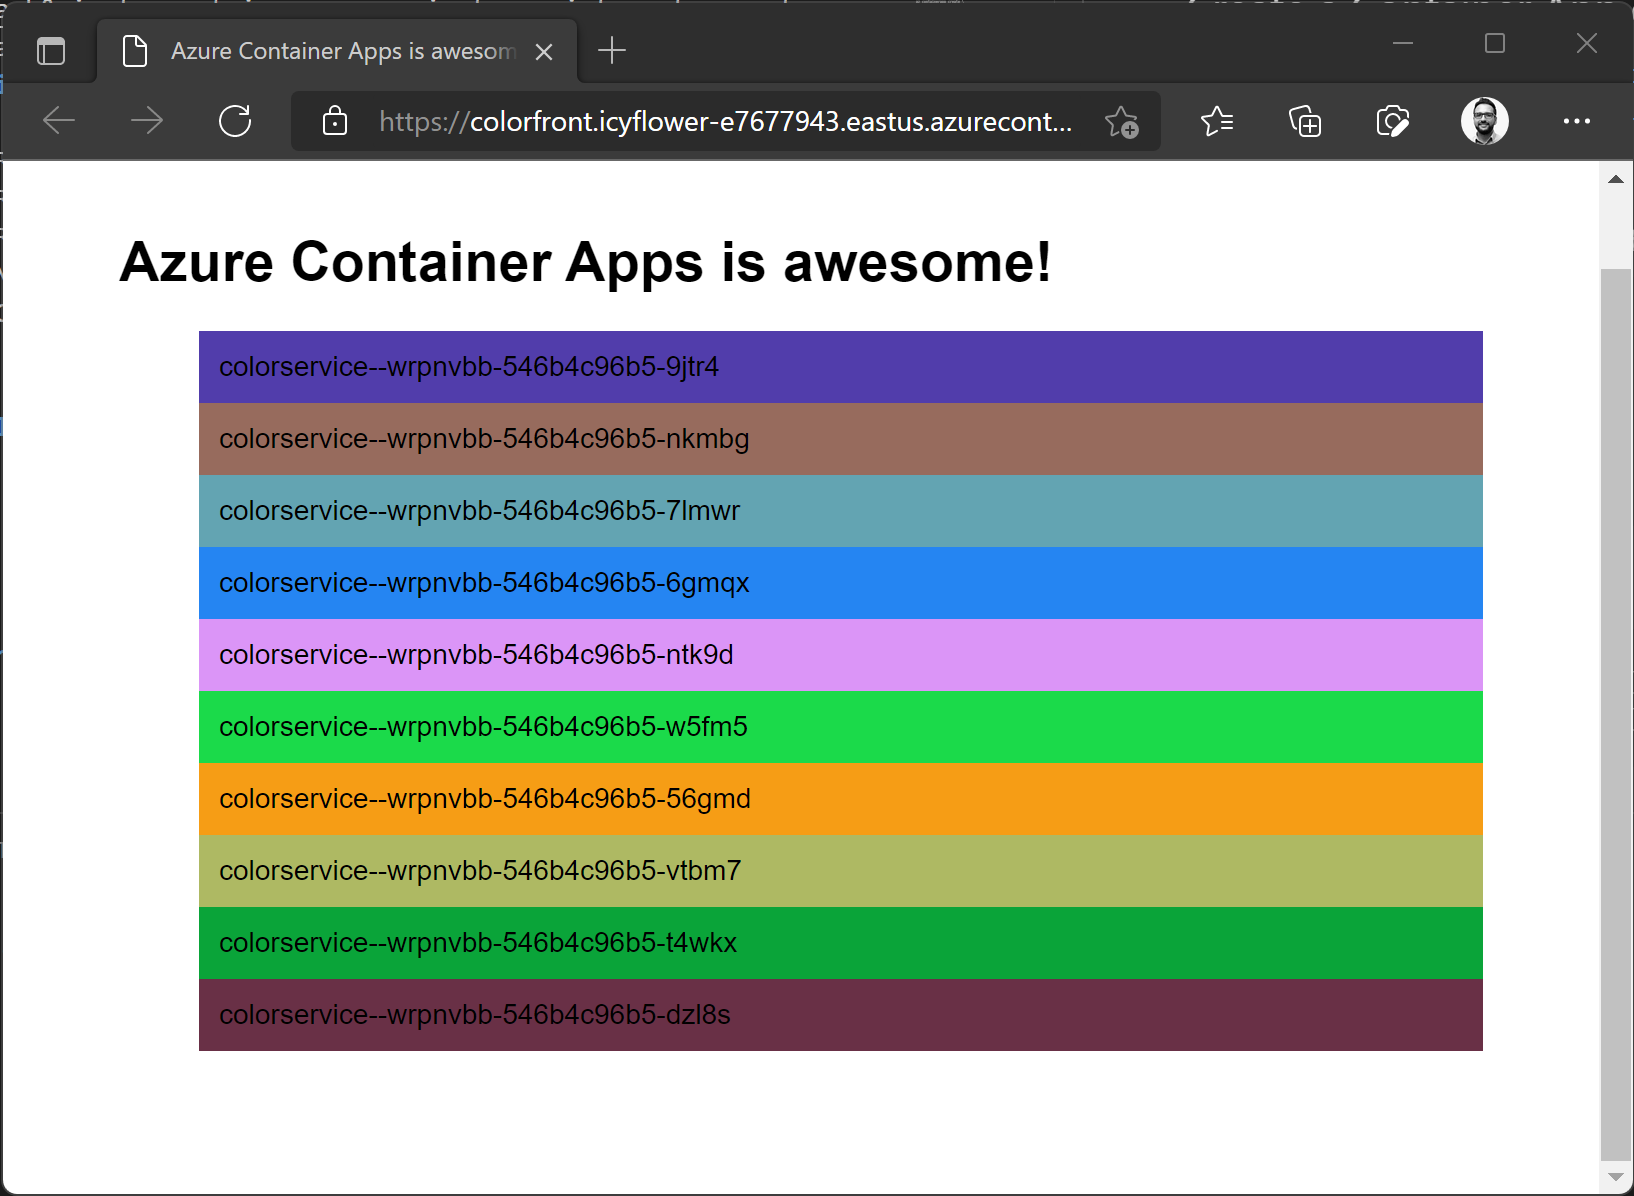 Azure Container Apps is awesom
https://colorfront.icyflower-e7677943.eastus.azurecont...
Azure Container Apps is awesome!
colorservice--wrpnvbb-546b4c96b5-9jtr4
colorservice--wrpnvbb-546b4c96b5-nkmbg
colorservice--wrpnvbb-546b4c96b5-7lmwr
colorservice--wrpnvbb-546b4c96b5-6gmqx
colorservice--wrpnvbb-546b4c96b5-ntk9d
colorservice--wrpnvbb-546b4c96b5-w5fm5
colorservice--wrpnvbb-546b4c96b5-56gmd
colorservice--wrpnvbb-546b4c96b5-vtbm7
colorservice--wrpnvbb-546b4c96b5-t4wkx
colorservice--wrpnvbb-546b4c96b5-dzl8s